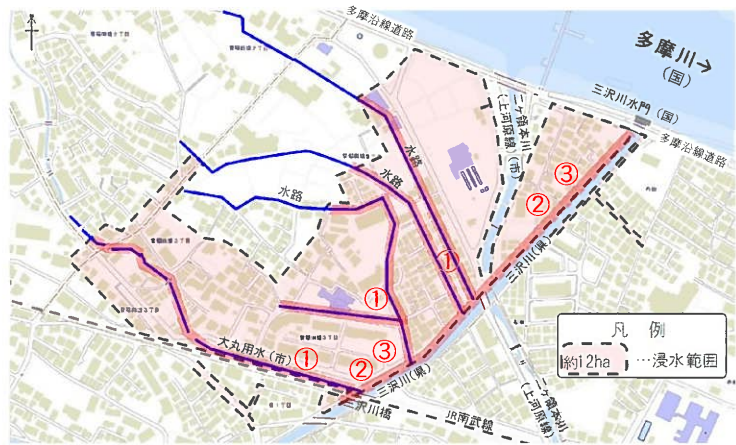 多摩沿線道路
多摩川→
(国)
三沢川水門(国)
多摩沿線道路
二ヶ領本川
(上河原線)(市)
水路
水路
水路
③
②
①
①
三沢川(県)
大丸用水(市)
①
③
②
三沢川(県)
三沢川橋
JR南武線
二ヶ領本川
(上河原線)
凡 例
約12ha …浸水範囲